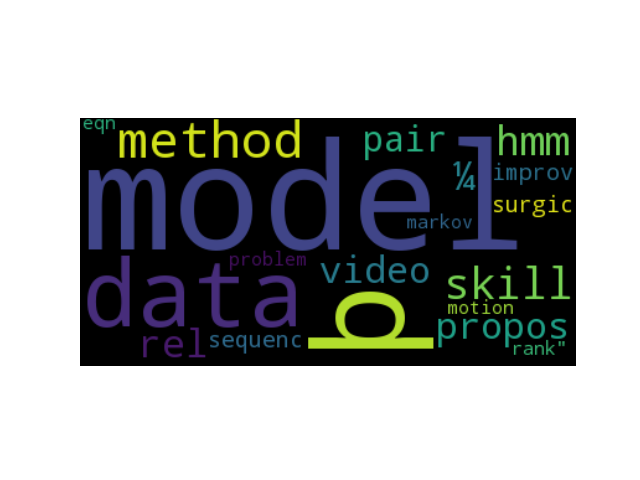 eqn
method
pair
hmm
model
¼
improv
surgic
markov
problem
data
video
skill
þ
motion
propos
rel
sequenc
rank"